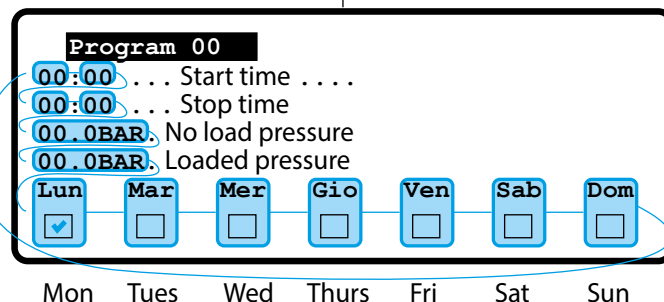 Program 00
00:00 ... Start time ....
00:00 ... Stop time
00.0BAR. No load pressure
00.0BAR. Loaded pressure
Lun Mar Mer Gio Ven Sab Dom
Mon Tues Wed Thurs Fri Sat Sun